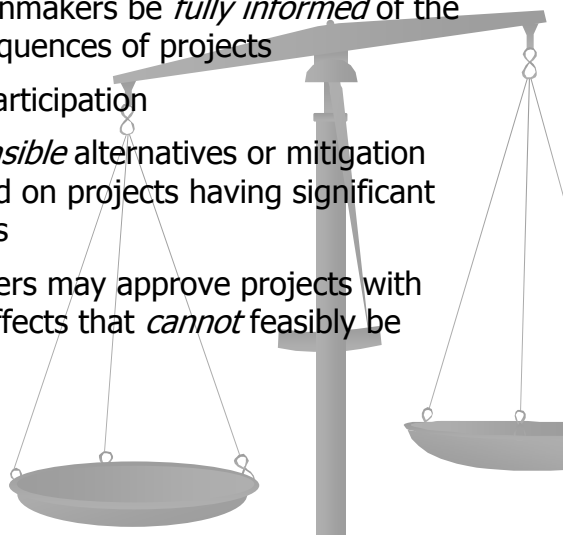 nmakers be fully informed of the
quences of projects
articipation
nsible alternatives or mitigation
d on projects having significant
s
ers may approve projects with
ffects that cannot feasibly be